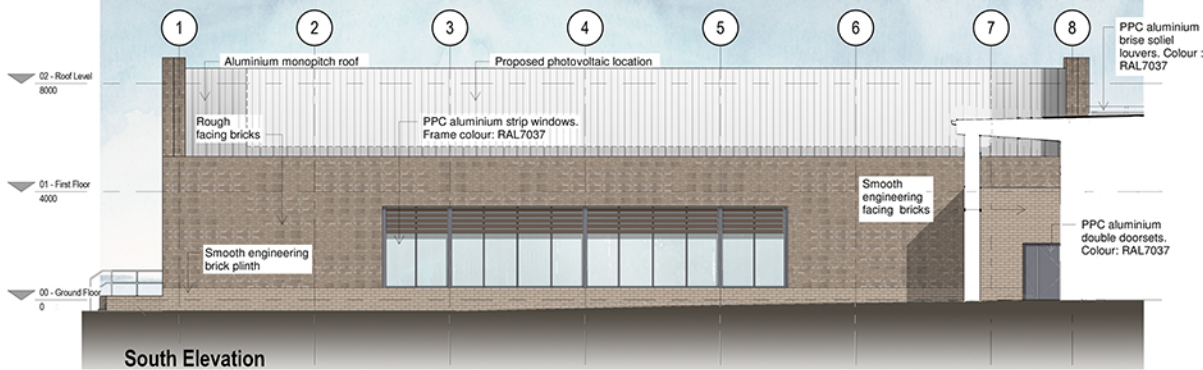 1 2 3 4 5 6 7 8
PPC aluminium
brise soliel
louvers. Colour :
RAL7037
02 - Roof Level
8000
Aluminium monopitch roof
Proposed photovoltaic location
Rough
facing bricks
PPC aluminium strip windows.
Frame colour: RAL7037
01 - First Floor
4000
Smooth
engineering
facing bricks
PPC aluminium
double doorsets.
Colour: RAL7037
Smooth engineering
brick plinth
00 - Ground Floor
0
South Elevation